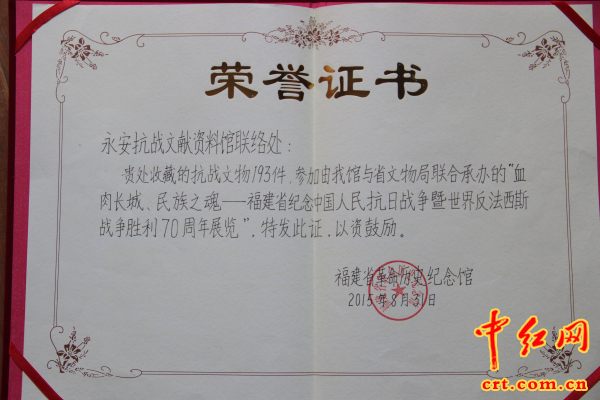 荣誉证书
永安抗战文献资料馆联络处：
贵处收藏的抗战文物193件，参加由我馆与省文物局联合承办的“血
肉长城、民族之魂——福建省纪念中国人民抗日战争暨世界反法西斯
战争胜利70周年展览”，特发此证，以资鼓励。
福建省革命历史纪念馆
2015年8月31日
中红网
crt.com.cn